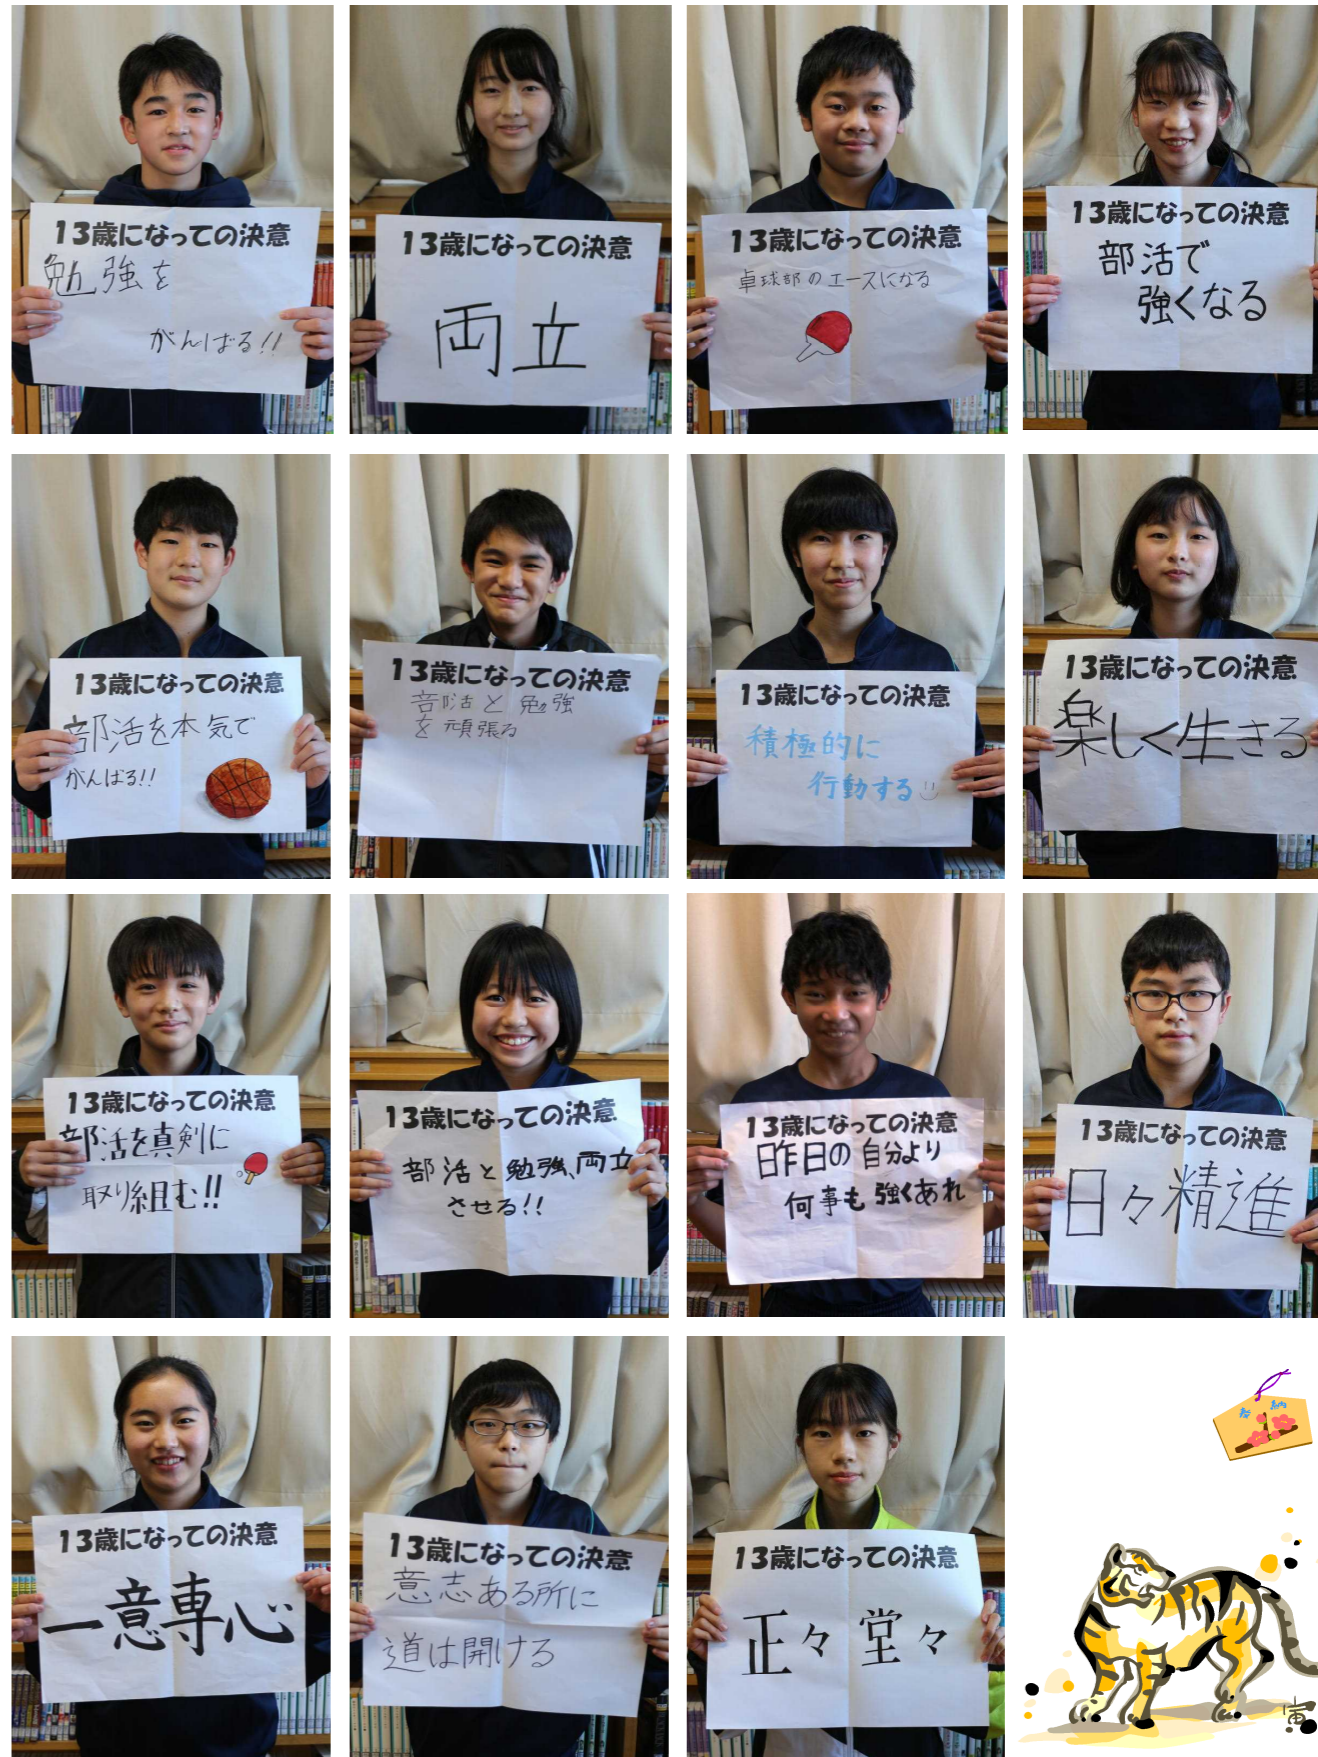 13歳になっての決意
勉強を
がんばる!!
13歳になっての決意
両立
13歳になっての決意
卓球部のエースになる
13歳になっての決意
部活で
強くなる
13歳になっての決意
部活を本気で
がんばる!!
13歳になっての決意
部活と勉強
を頑張る
13歳になっての決意
積極的に
行動する
13歳になっての決意
楽しく生きる
13歳になっての決意
部活を真剣に
取り組む!!
13歳になっての決意
部活と勉強、両立
させる!!
13歳になっての決意
昨日の自分より
何事も強くあれ
13歳になっての決意
日々精進
奉納
13歳になっての決意
一意専心
13歳になっての決意
意志ある所に
道は開ける
13歳になっての決意
正々堂々
寅